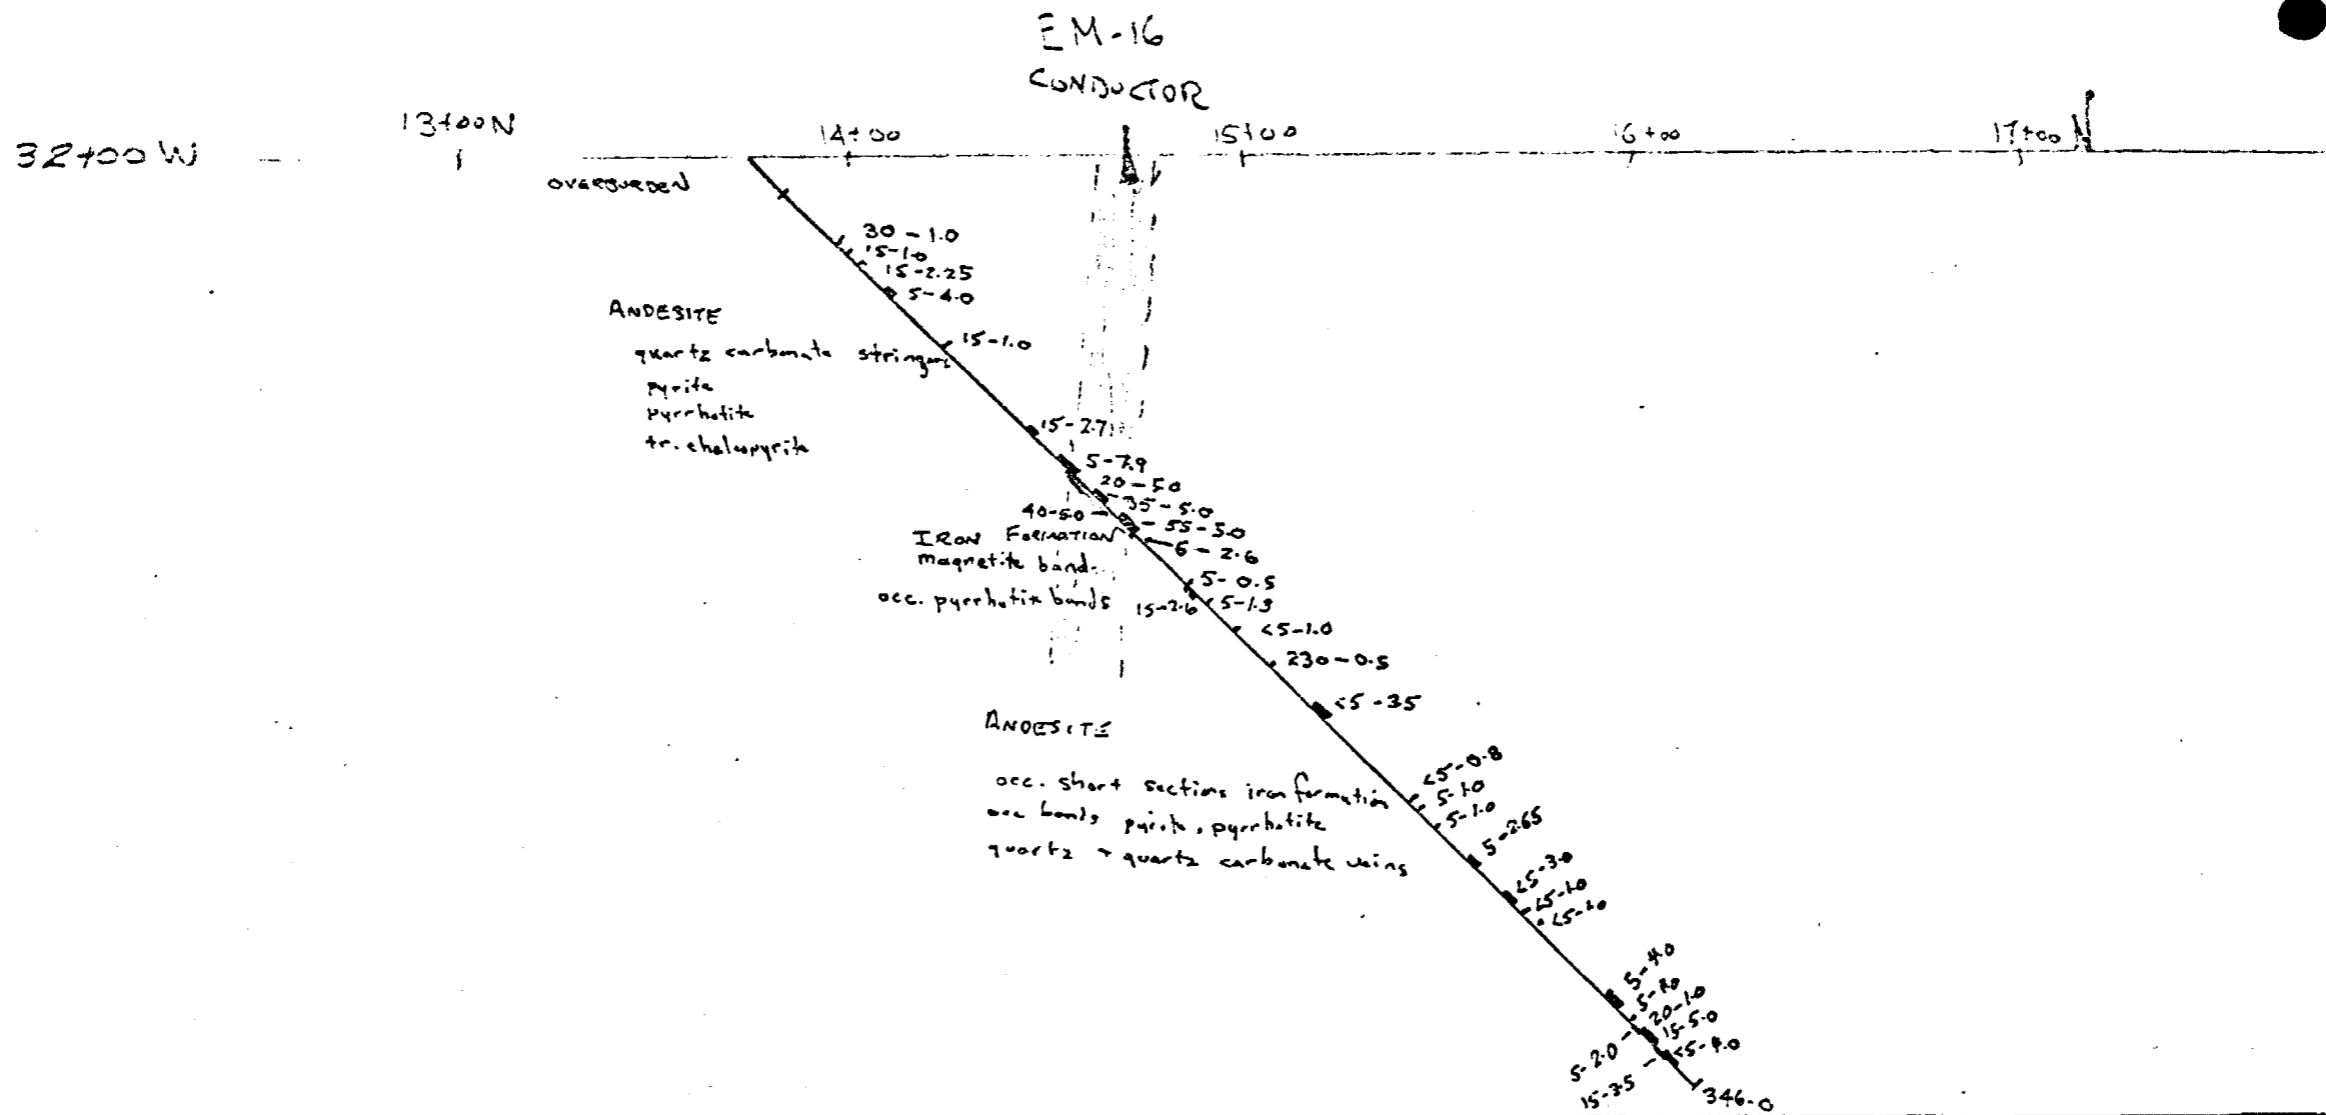 EM-16
CONDUCTOR
32+00 W
13+00N
14+00
15+00
16+00
17+00
N
OVERBURDEN
30-1.0
15-1.0
15-2.25
5-4.0
ANDESITE
15-1.0
quartz carbonate stringers
pyrite
pyrrhotite
tr. chalcopyrite
15-2.71
5-7.9
20-5.0
35-5.0
40-5.0
55-5.0
IRON FORMATION
6-2.6
magnetite band
5-0.5
occ. pyrrhotite bands
15-2.6
5-1.3
<5-1.0
230-0.5
<5-3.5
ANDESITE
<5-0.8
occ. short sections iron formation
5-1.0
occ bands pyrite, pyrrhotite
5-1.0
quartz + quartz carbonate veins
5-2.65
<5-3.0
<5-1.0
<5-1.0
5-4.0
20-1.0
15-5.0
5-2.0
<5-4.0
15-3.5
346.0